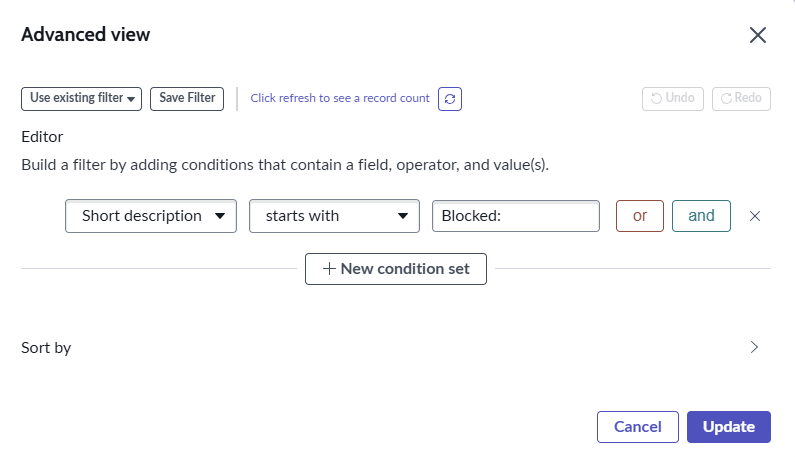 Advanced view
Use existing filter Save Filter Click refresh to see a record count Undo Redo
Editor
Build a filter by adding conditions that contain a field, operator, and value(s).
Short description starts with Blocked: or and
New condition set
Sort by
Cancel Update